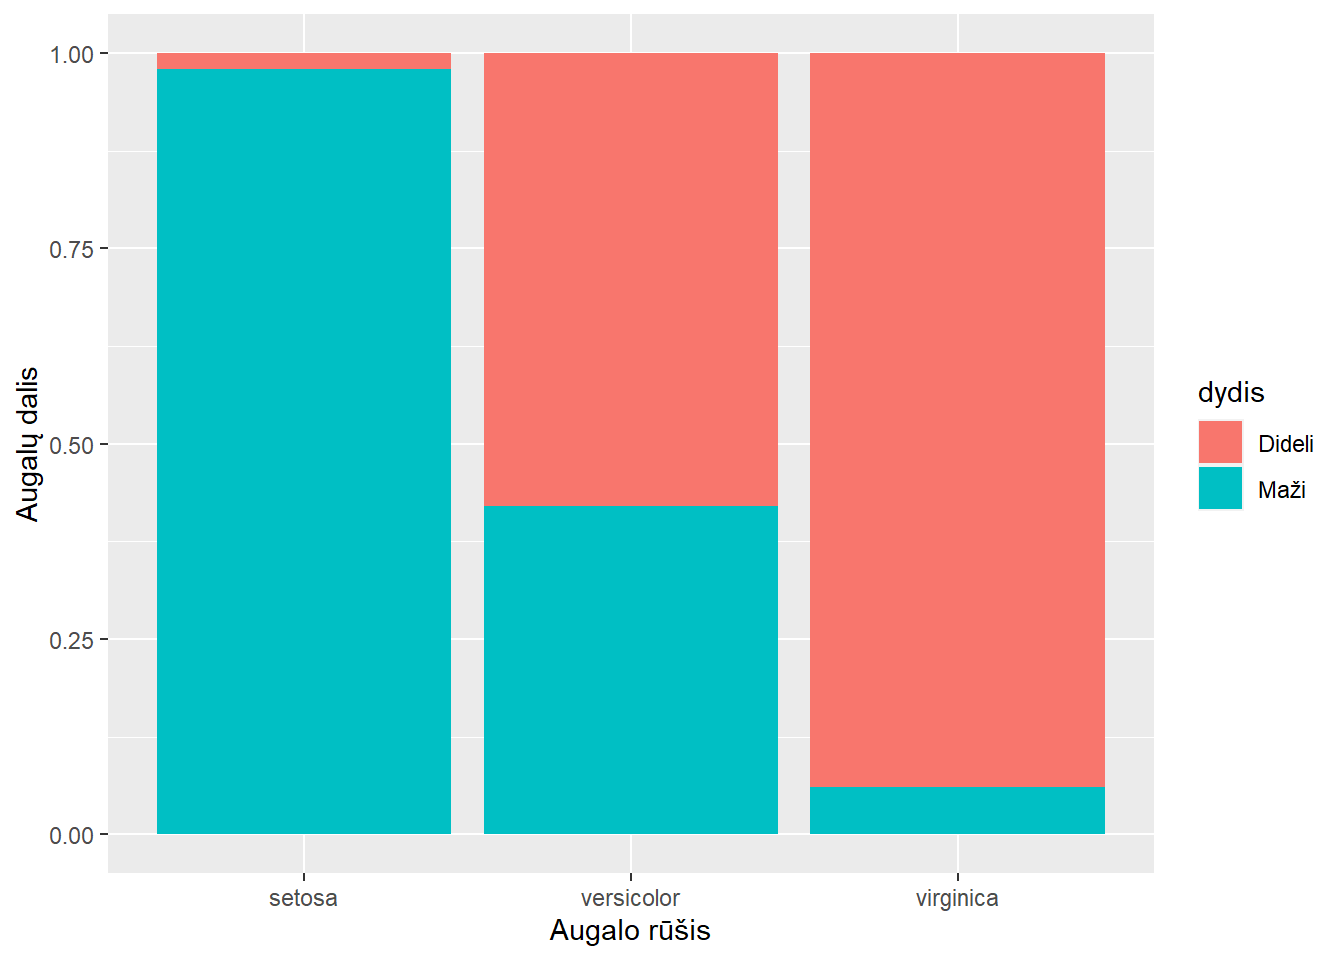 1.00
0.75
0.50
0.25
0.00
Augalų dalis
setosa
versicolor
virginica
Augalo rūšis
dydis
Dideli
Maži